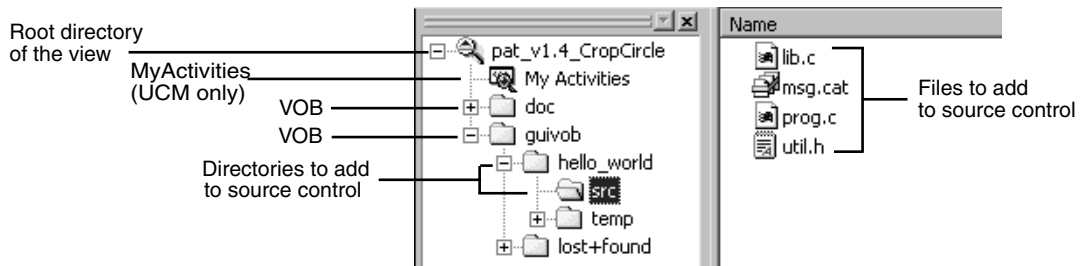 Root directory
of the view
MyActivities
(UCM only)
VOB
VOB
Directories to add
to source control
pat_v1.4_CropCircle
My Activities
doc
guivob
hello_world
src
temp
lost+found
Name
lib.c
msg.cat
prog.c
util.h
Files to add
to source control